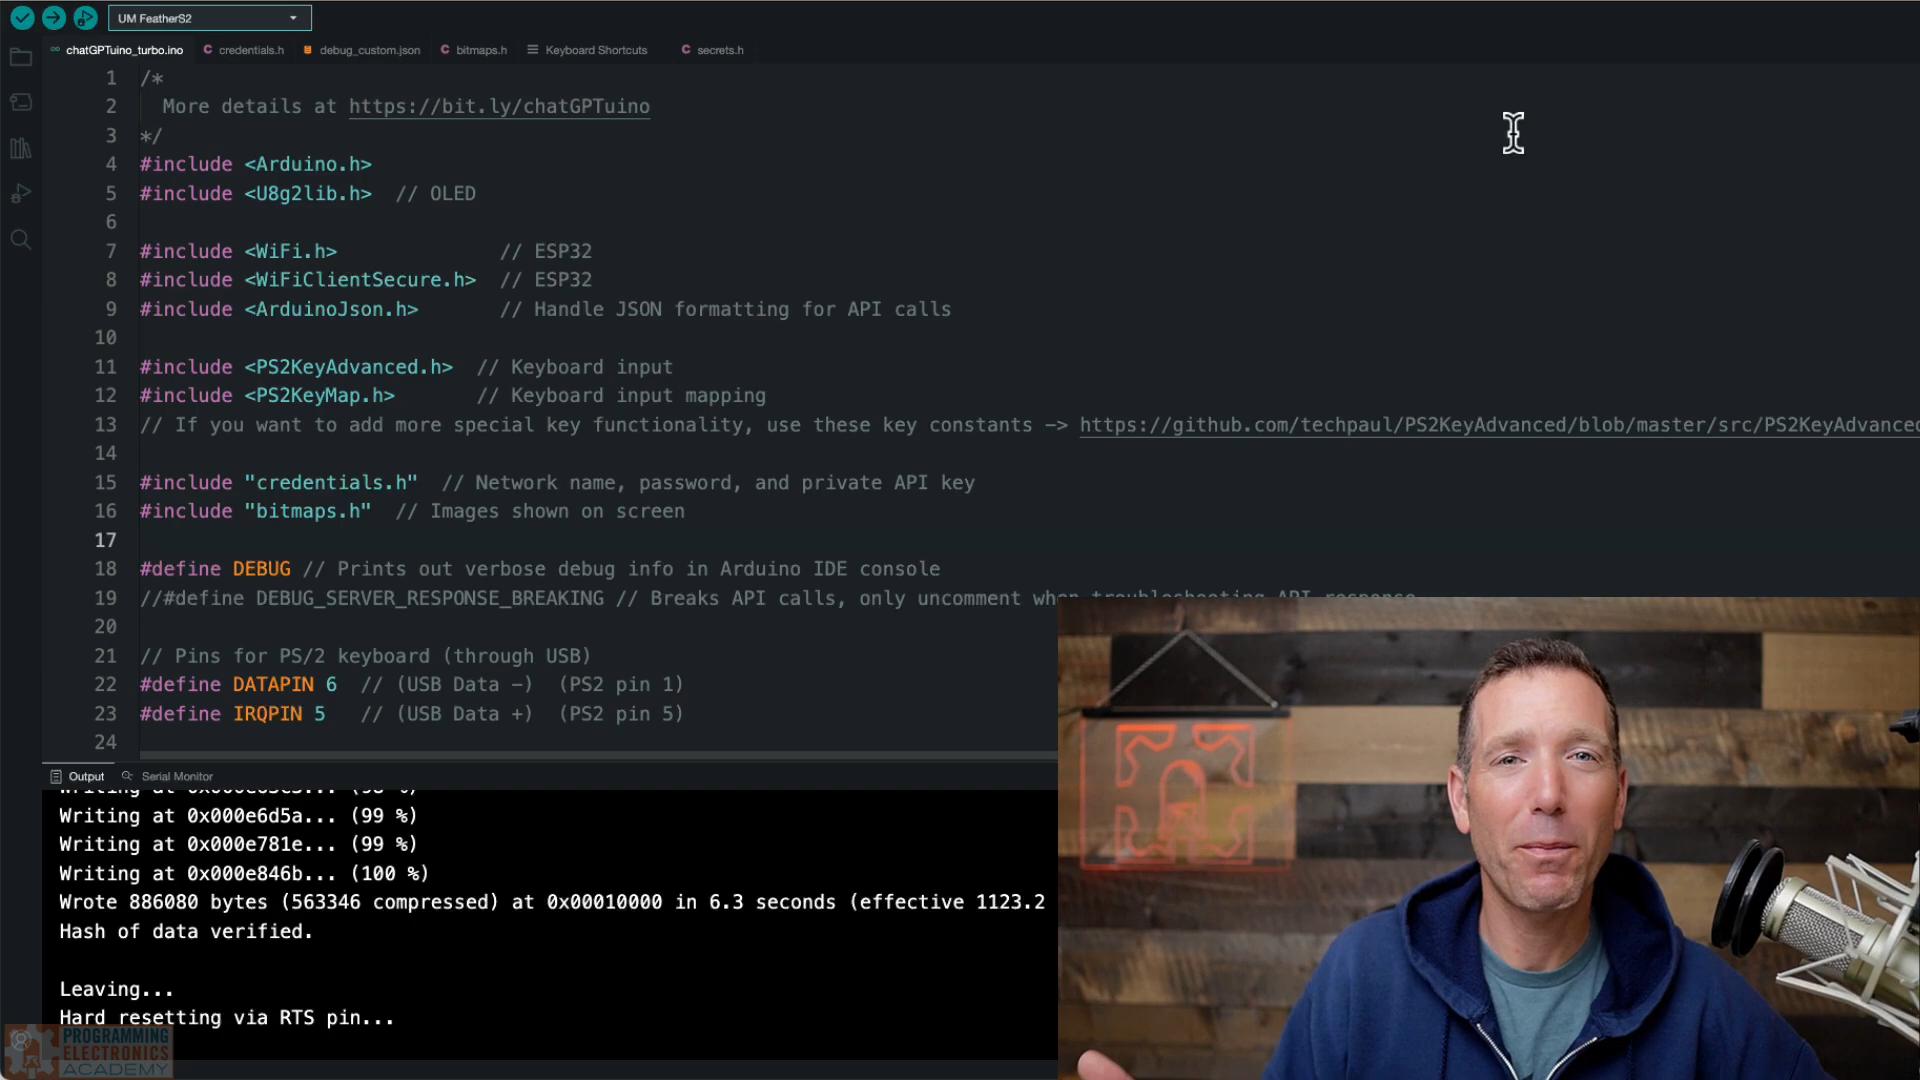 UM FeatherS2
chatGPTuino_turbo.ino credentials.h debug_custom.json bitmaps.h Keyboard Shortcuts secrets.h
1 /*
2 More details at https://bit.ly/chatGPTuino
3 */
4 #include <Arduino.h>
5 #include <U8g2lib.h> // OLED
6
7 #include <WiFi.h> // ESP32
8 #include <WiFiClientSecure.h> // ESP32
9 #include <ArduinoJson.h> // Handle JSON formatting for API calls
10
11 #include <PS2KeyAdvanced.h> // Keyboard input
12 #include <PS2KeyMap.h> // Keyboard input mapping
13 // If you want to add more special key functionality, use these key constants -> https://github.com/techpaul/PS2KeyAdvanced/blob/master/src/PS2KeyAdvanced
14
15 #include "credentials.h" // Network name, password, and private API key
16 #include "bitmaps.h" // Images shown on screen
17
18 #define DEBUG // Prints out verbose debug info in Arduino IDE console
19 //#define DEBUG_SERVER_RESPONSE_BREAKING // Breaks API calls, only uncomment when troubleshooting API response
20
21 // Pins for PS/2 keyboard (through USB)
22 #define DATAPIN 6 // (USB Data -) (PS2 pin 1)
23 #define IRQPIN 5 // (USB Data +) (PS2 pin 5)
24
Output Serial Monitor
Writing at 0x000e6d5a... (99 %)
Writing at 0x000e781e... (99 %)
Writing at 0x000e846b... (100 %)
Wrote 886080 bytes (563346 compressed) at 0x00010000 in 6.3 seconds (effective 1123.2
Hash of data verified.
Leaving...
Hard resetting via RTS pin...
PROGRAMMING
ELECTRONICS
ACADEMY